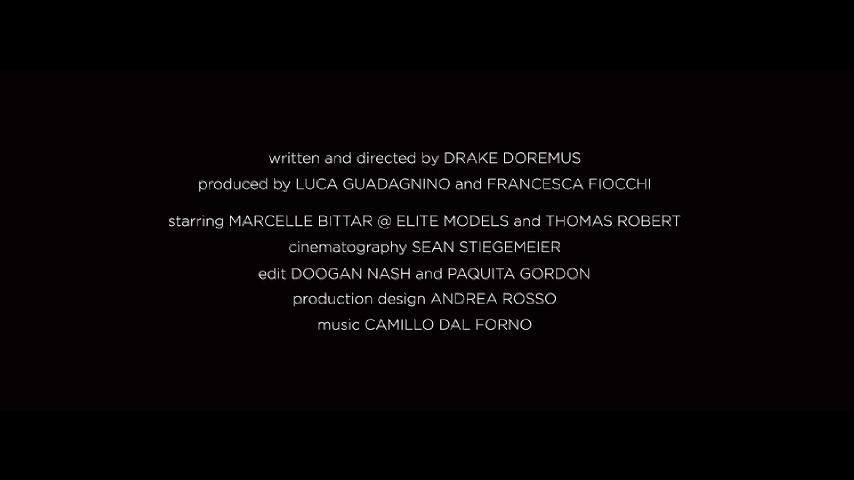 written and directed by DRAKE DOREMUS
produced by LUCA GUADAGNINO and FRANCESCA FIOCCHI
starring MARCELLE BITTAR @ ELITE MODELS and THOMAS ROBERT
cinematography SEAN STIEGEMEIER
edit DOOGAN NASH and PAQUITA GORDON
production design ANDREA ROSSO
music CAMILLO DAL FORNO